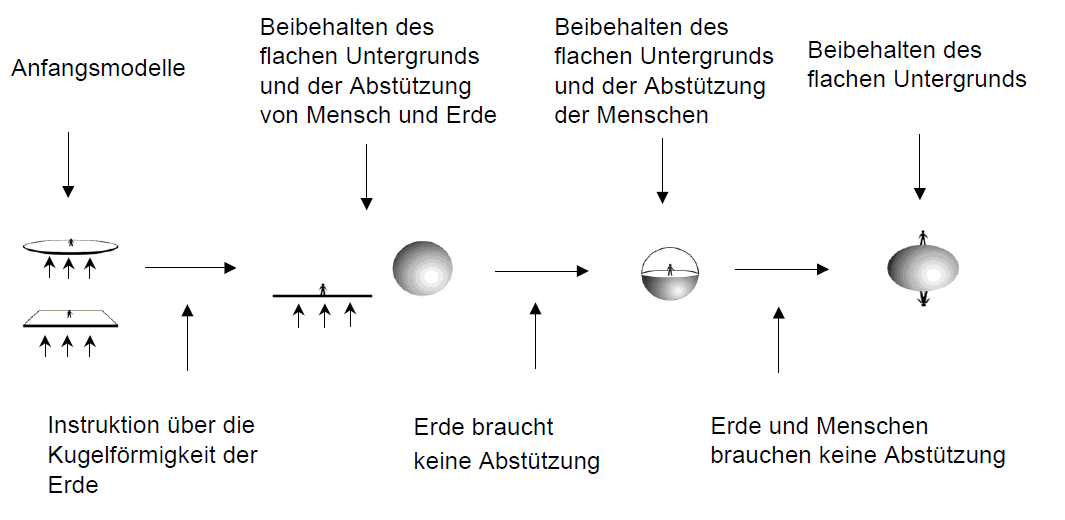 Anfangsmodelle
Beibehalten des
flachen Untergrunds
und der Abstützung
von Mensch und Erde
Beibehalten des
flachen Untergrunds
und der Abstützung
der Menschen
Beibehalten des
flachen Untergrunds
Instruktion über die
Kugelförmigkeit der
Erde
Erde braucht
keine Abstützung
Erde und Menschen
brauchen keine Abstützung